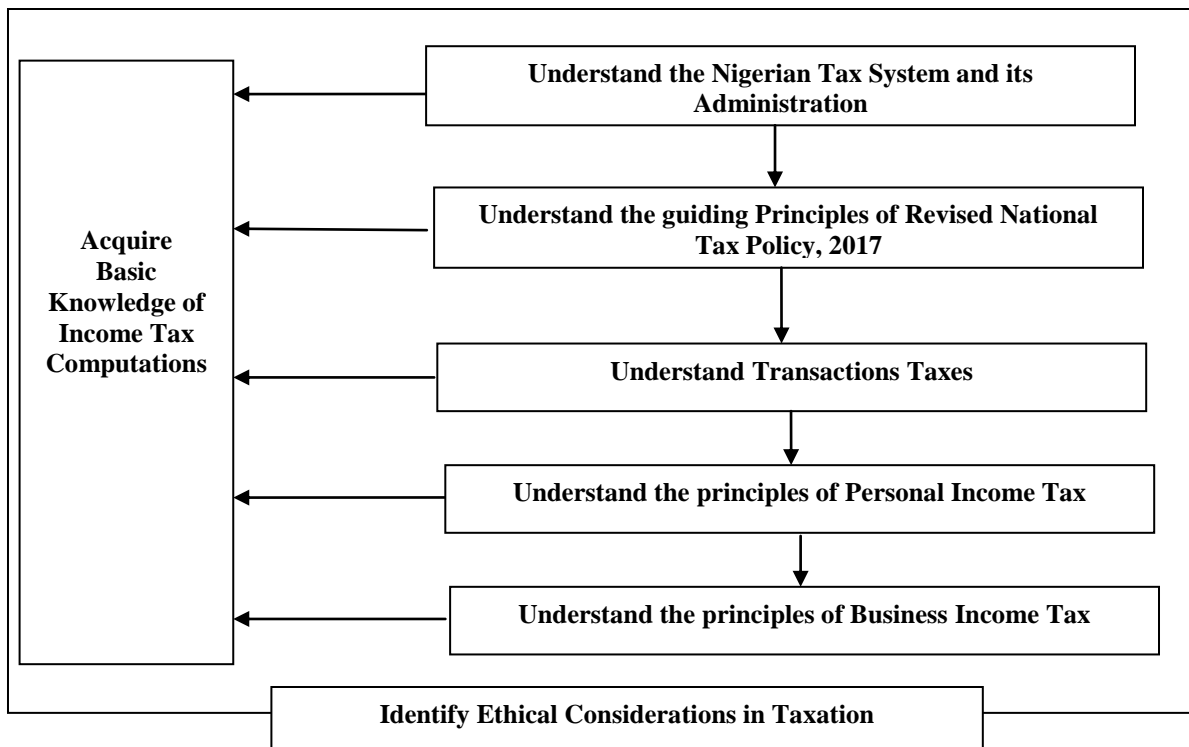 Acquire
Basic
Knowledge of
Income Tax
Computations
Understand the Nigerian Tax System and its
Administration
Understand the guiding Principles of Revised National
Tax Policy, 2017
Understand Transactions Taxes
Understand the principles of Personal Income Tax
Understand the principles of Business Income Tax
Identify Ethical Considerations in Taxation